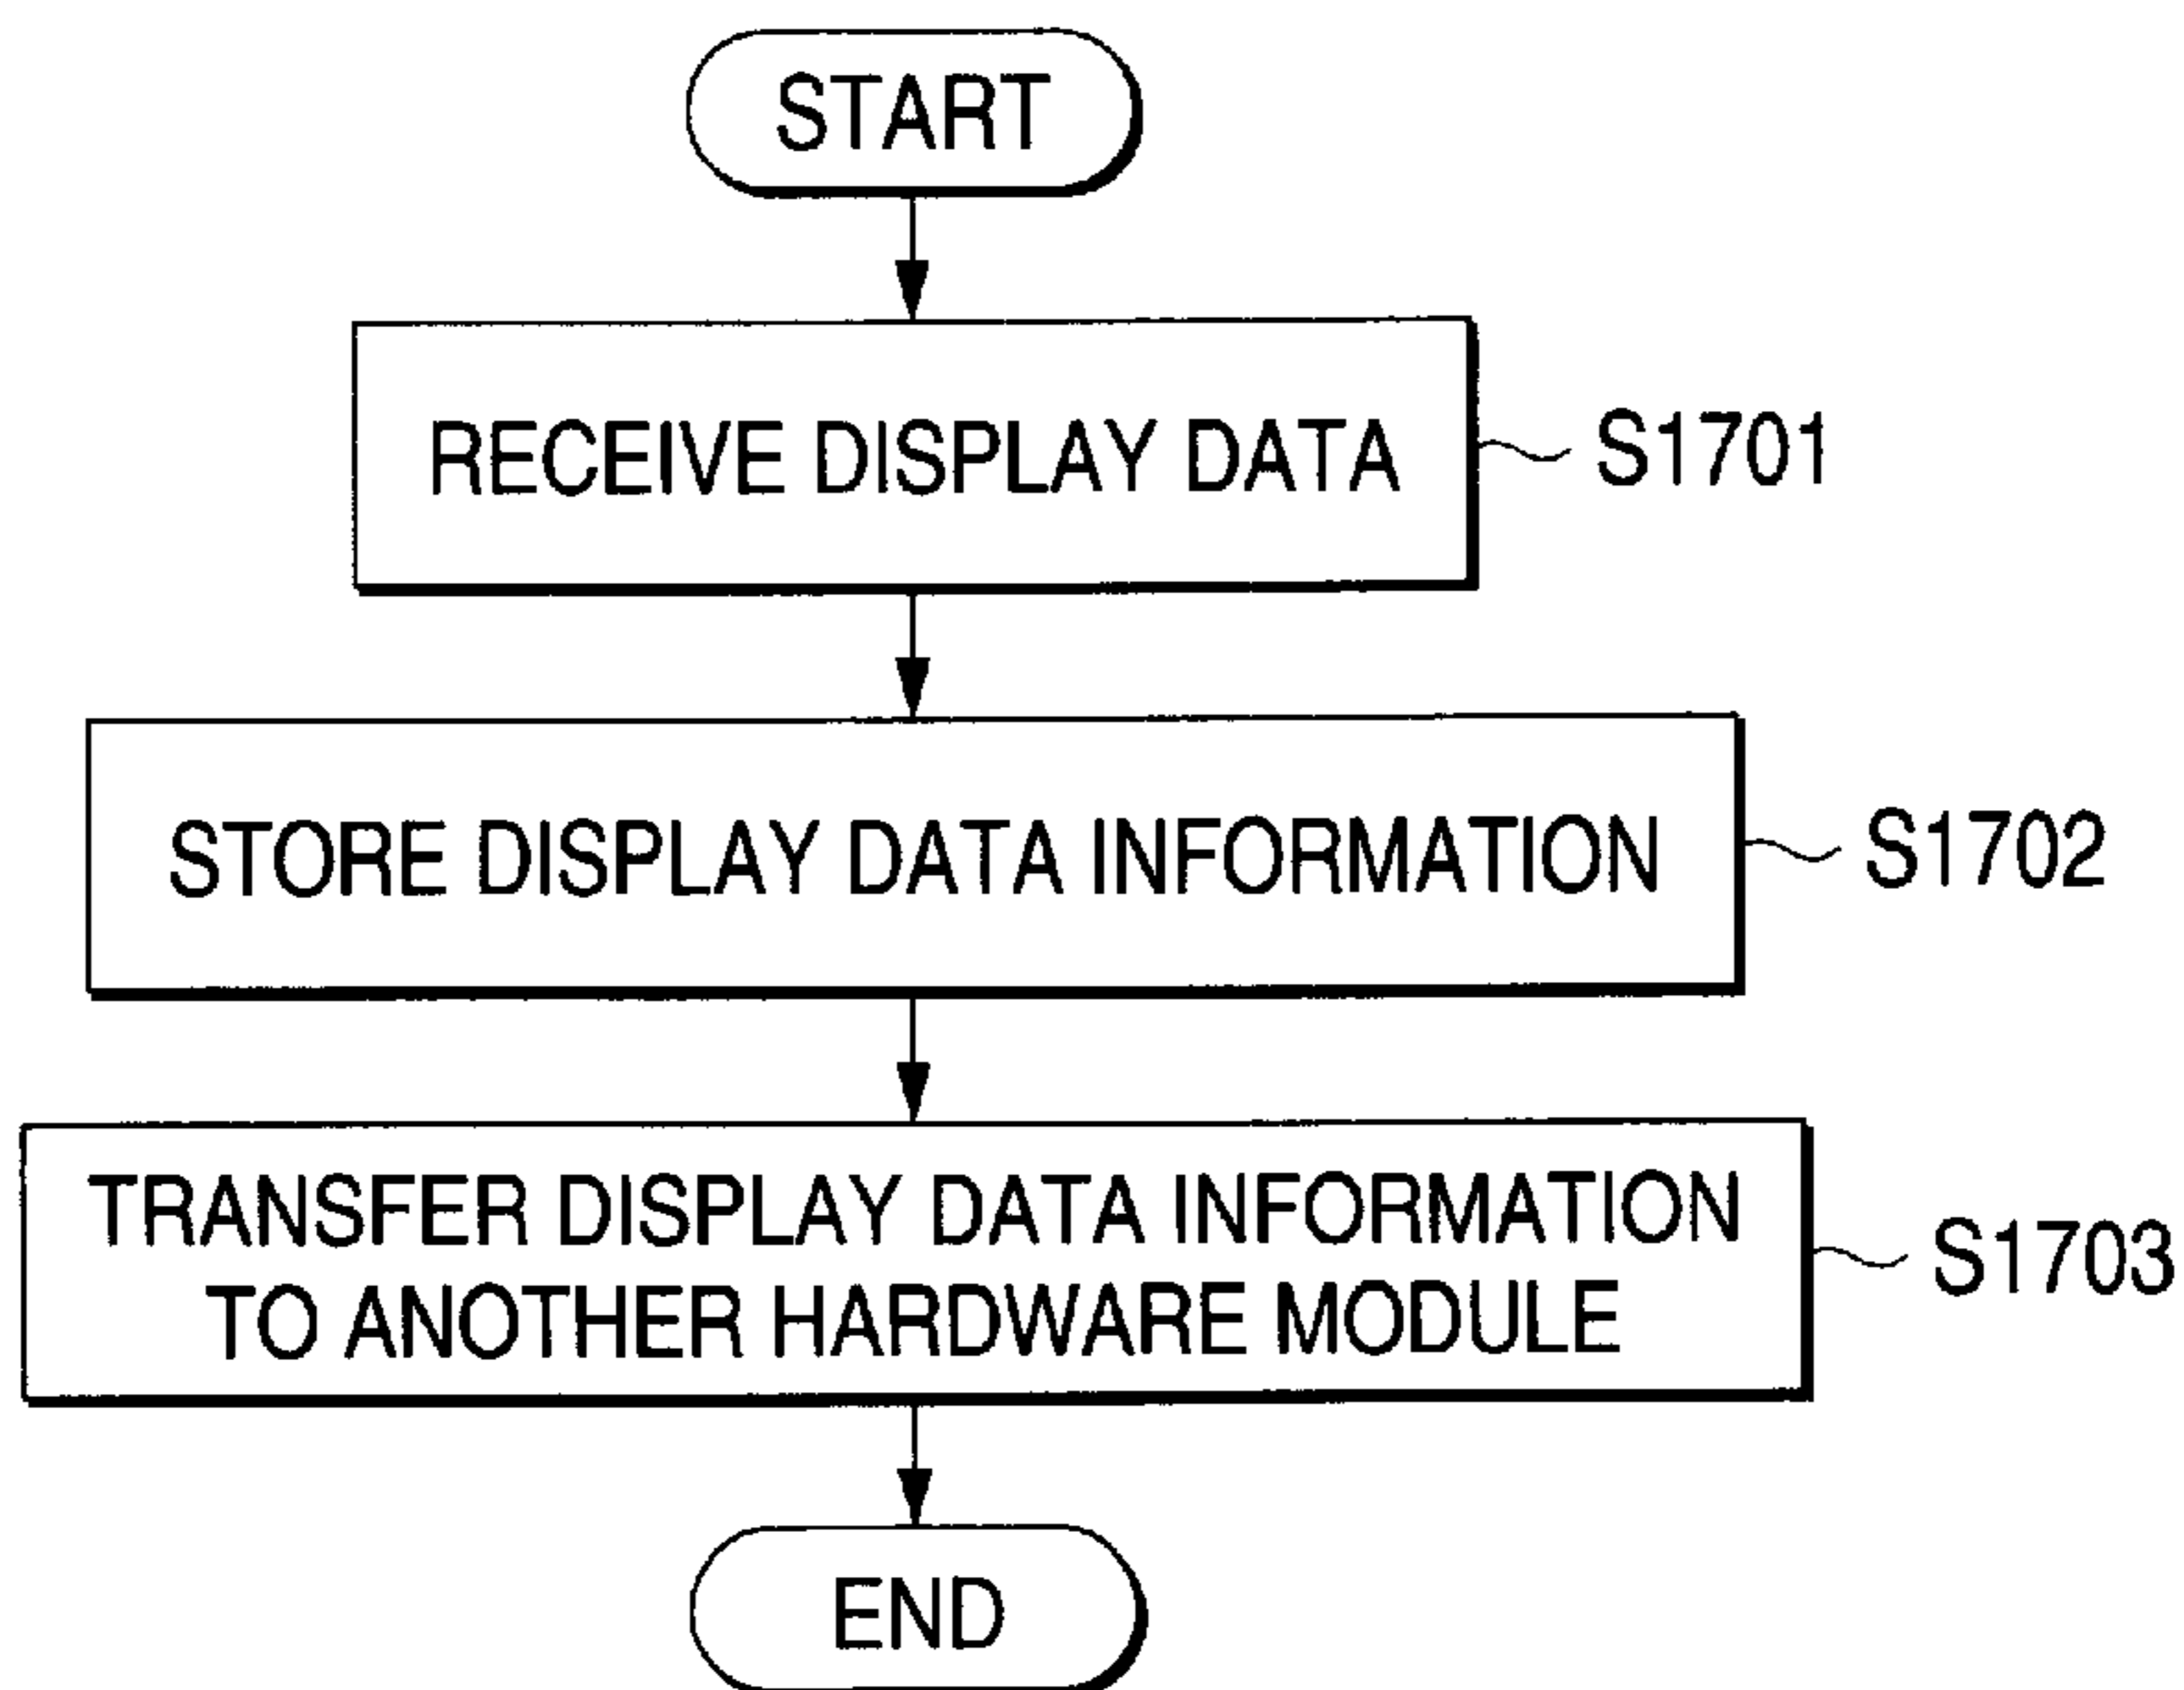 START
RECEIVE DISPLAY DATA
S1701
STORE DISPLAY DATA INFORMATION
S1702
TRANSFER DISPLAY DATA INFORMATION
TO ANOTHER HARDWARE MODULE
S1703
END